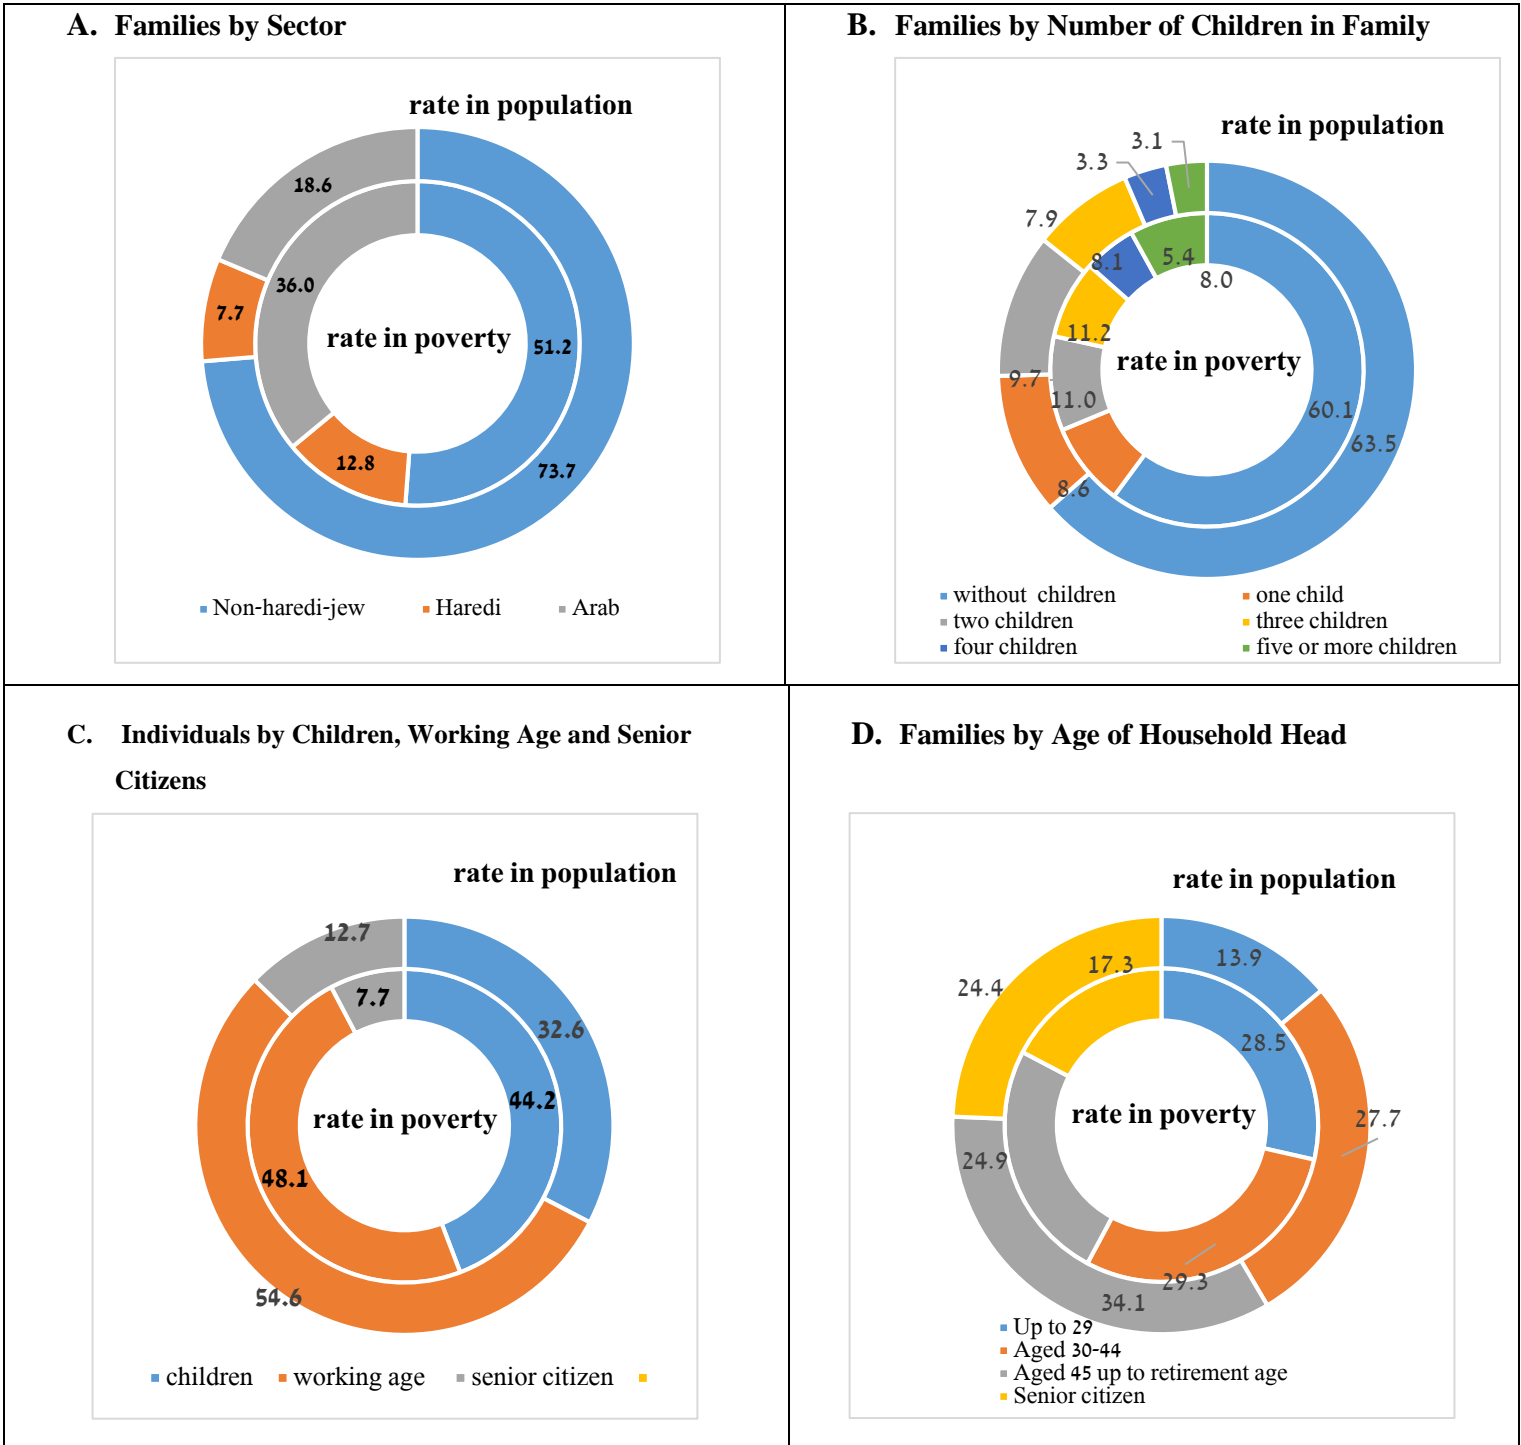 A. Families by Sector
rate in population
18.6
36.0
7.7
rate in poverty
51.2
12.8
73.7
Non-haredi-jew Haredi Arab
B. Families by Number of Children in Family
rate in population
3.1
3.3
7.9
5.4
8.1
8.0
11.2
rate in poverty
9.7
11.0
60.1
63.5
8.6
without children one child
two children three children
four children five or more children
C. Individuals by Children, Working Age and Senior
Citizens
rate in population
12.7
7.7
32.6
44.2
rate in poverty
48.1
54.6
children working age senior citizen
D. Families by Age of Household Head
rate in population
13.9
17.3
24.4
28.5
rate in poverty
27.7
24.9
29.3
34.1
Up to 29
Aged 30-44
Aged 45 up to retirement age
Senior citizen